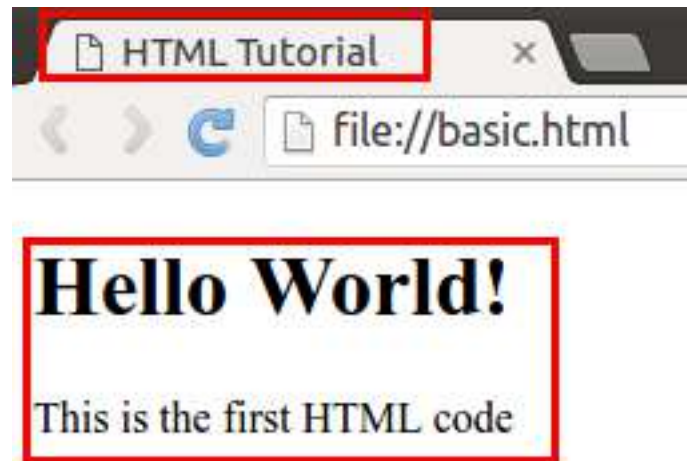 HTML Tutorial
file://basic.html
Hello World!
This is the first HTML code